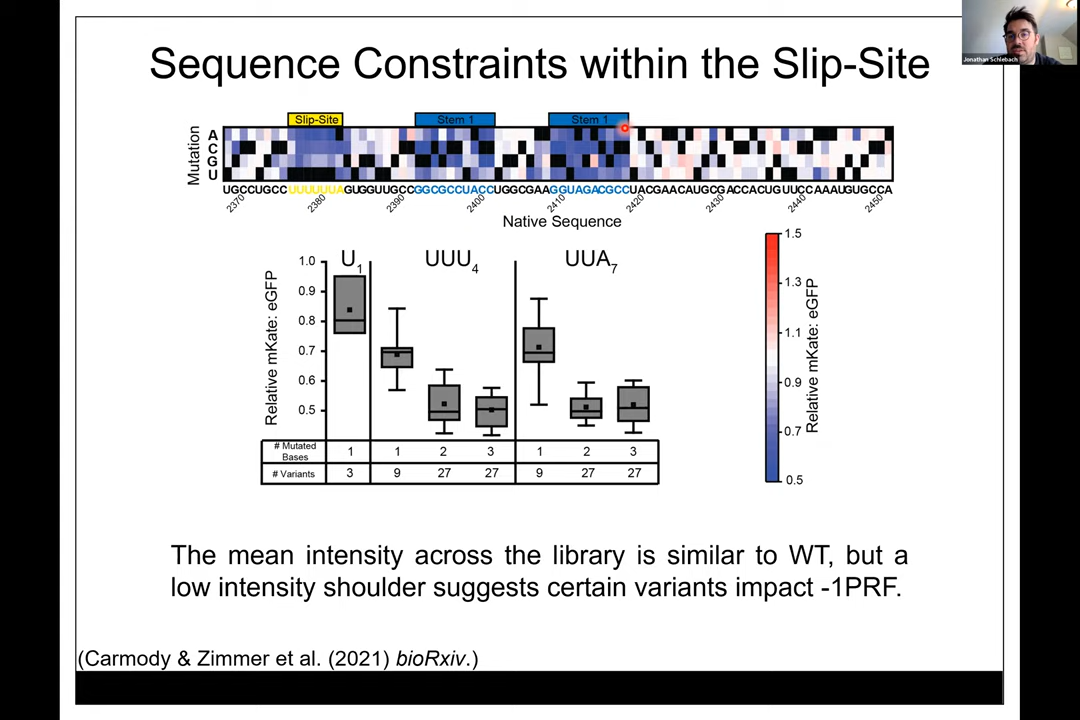 Jonathan Schlebach
Sequence Constraints within the Slip-Site
Slip-Site Stem 1 Stem 1
Mutation
A
C
G
U
UGCCUGCCUUUUUUAGUGGUUGCCGGCGCCUACCUGGCGAAGGUAGACGCCUACGAACAUGCGACCACUGUUCCAAAUGUGCCA
2370 2380 2390 2400 2410 2420 2430 2440 2450
Native Sequence
Relative mKate: eGFP
1.0
0.9
0.8
0.7
0.6
0.5
U1 UUU4 UUA7
# Mutated Bases 1 1 2 3 1 2 3
# Variants 3 9 27 27 9 27 27
1.5
1.3
1.1
0.9
0.7
0.5
Relative mKate: eGFP
The mean intensity across the library is similar to WT, but a
low intensity shoulder suggests certain variants impact -1PRF.
(Carmody & Zimmer et al. (2021) bioRxiv.)